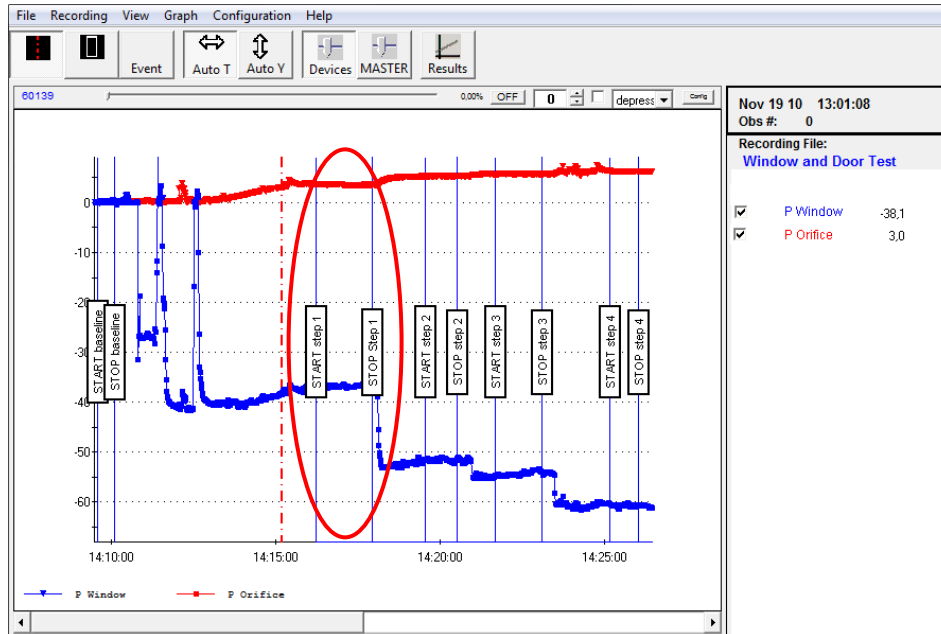 File Recording View Graph Configuration Help
Event
Auto T
Auto Y
Devices
MASTER
Results
60139
0,00%
OFF
0
depress
Config
Nov 19 10 13:01:08
Obs #: 0
Recording File:
Window and Door Test
P Window -38,1
P Orifice 3,0
0
-10
-20
-30
-40
-50
-60
START baseline
STOP baseline
START step 1
STOP Step 1
START step 2
STOP step 2
START step 3
STOP step 3
START step 4
STOP step 4
14:10:00
14:15:00
14:20:00
14:25:00
P Window
P Orifice